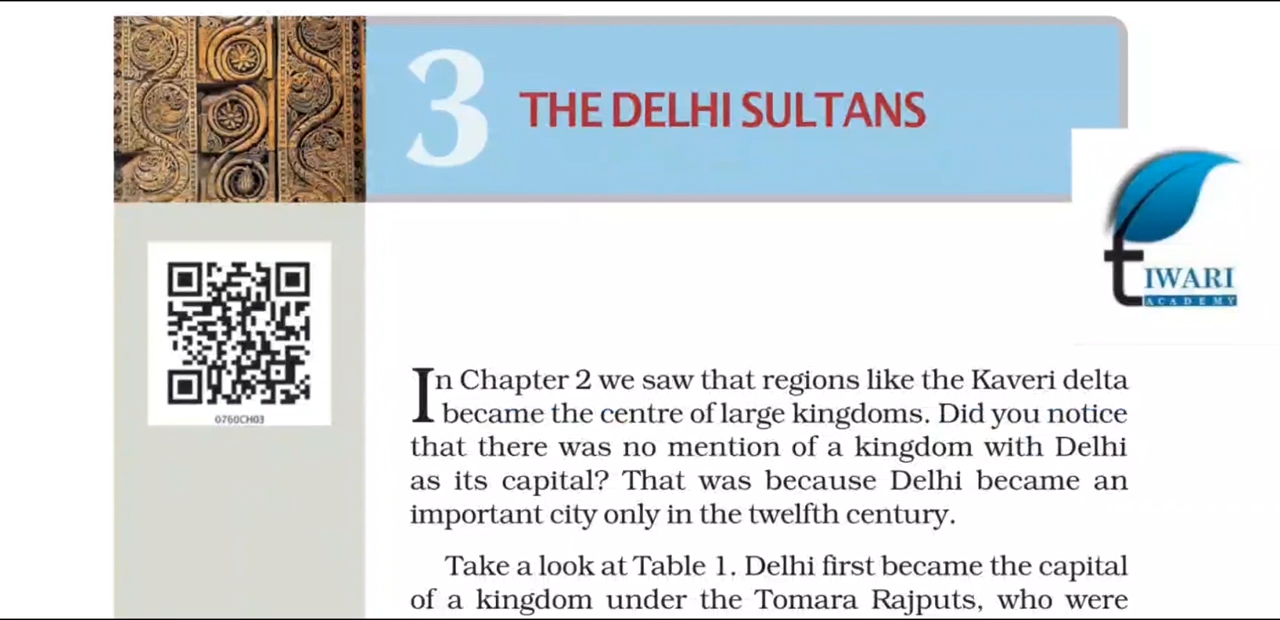 3 THE DELHI SULTANS
IWARI
ACADEMY
0760CH03
In Chapter 2 we saw that regions like the Kaveri delta
became the centre of large kingdoms. Did you notice
that there was no mention of a kingdom with Delhi
as its capital? That was because Delhi became an
important city only in the twelfth century.
Take a look at Table 1. Delhi first became the capital
of a kingdom under the Tomara Rajputs, who were